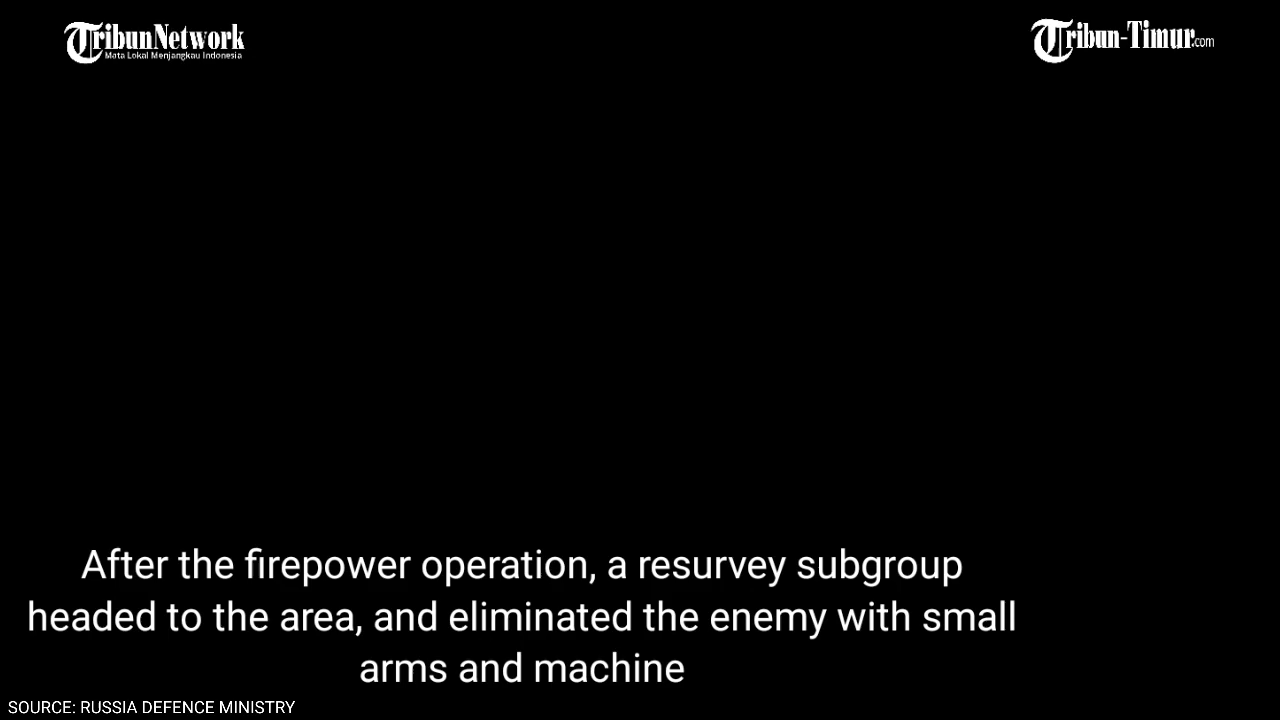 TribunNetwork
Mata Lokal Menjangkau Indonesia
Tribun-Timur.com
After the firepower operation, a resurvey subgroup
headed to the area, and eliminated the enemy with small
arms and machine
SOURCE: RUSSIA DEFENCE MINISTRY